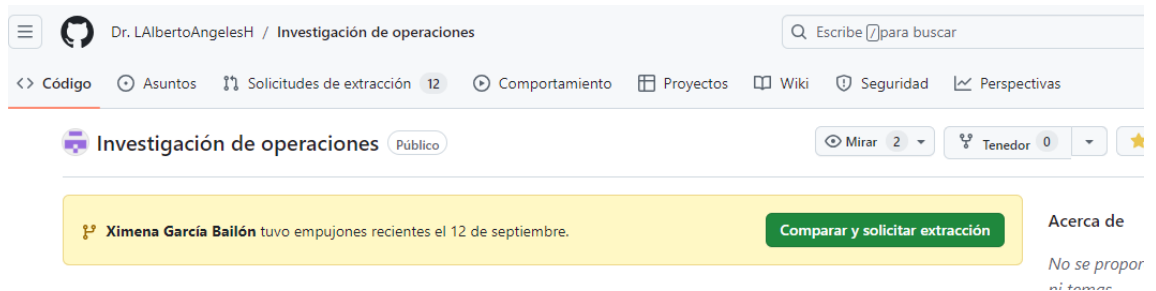 Dr. LAlbertoAngelesH / Investigación de operaciones
Escribe / para buscar
Código Asuntos Solicitudes de extracción 12 Comportamiento Proyectos Wiki Seguridad Perspectivas
Investigación de operaciones Público
Mirar 2 Tenedor 0
Ximena García Bailón tuvo empujones recientes el 12 de septiembre.
Comparar y solicitar extracción
Acerca de
No se propor
ni temas